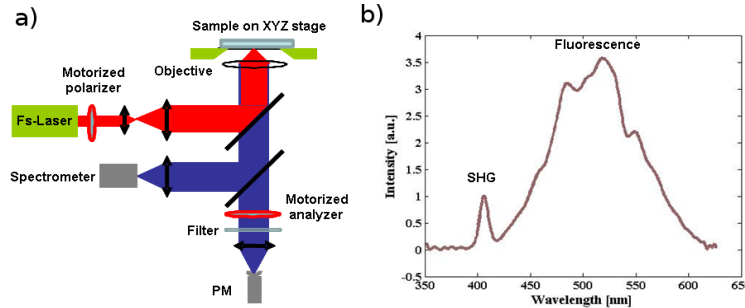 a)
Sample on XYZ stage
Motorized
polarizer
Objective
Fs-Laser
Spectrometer
Motorized
analyzer
Filter
PM
b)
Fluorescence
SHG
Intensity [a.u.]
4
3.5
3
2.5
2
1.5
1
0.5
0
-0.5
350 400 450 500 550 600 65
Wavelength [nm]